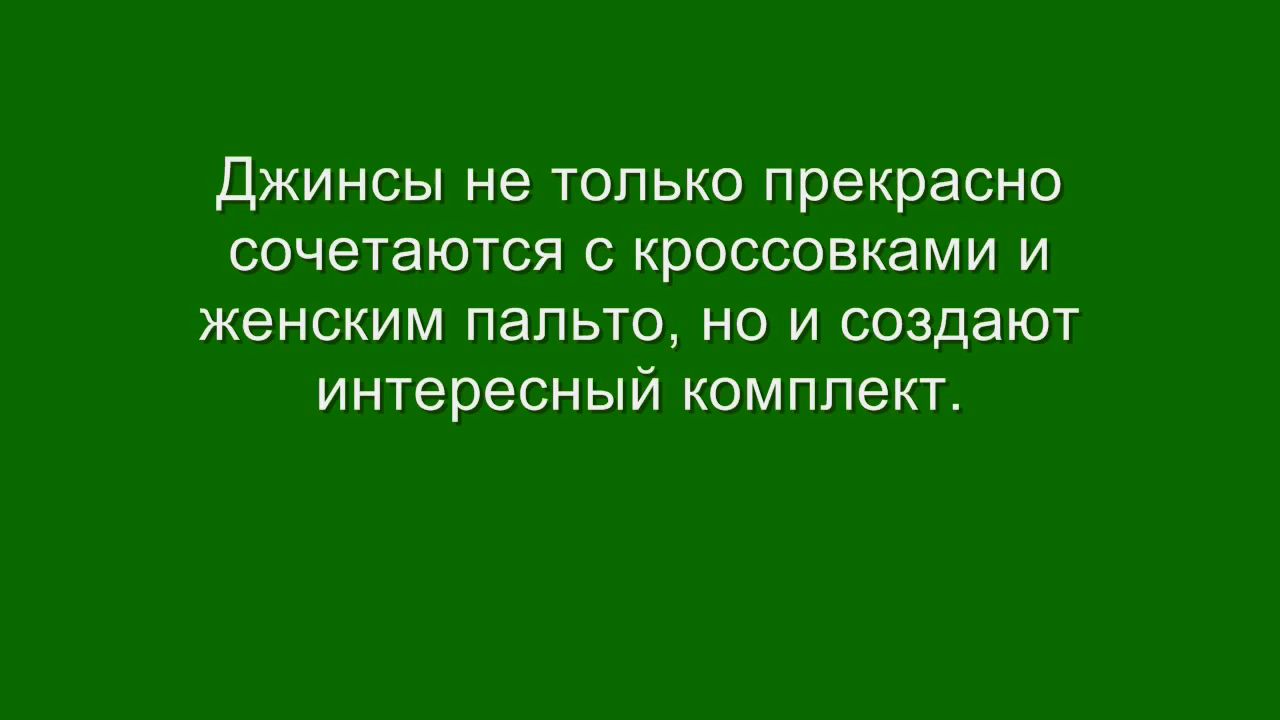 Джинсы не только прекрасно
сочетаются с кроссовками и
женским пальто, но и создают
интересный комплект.